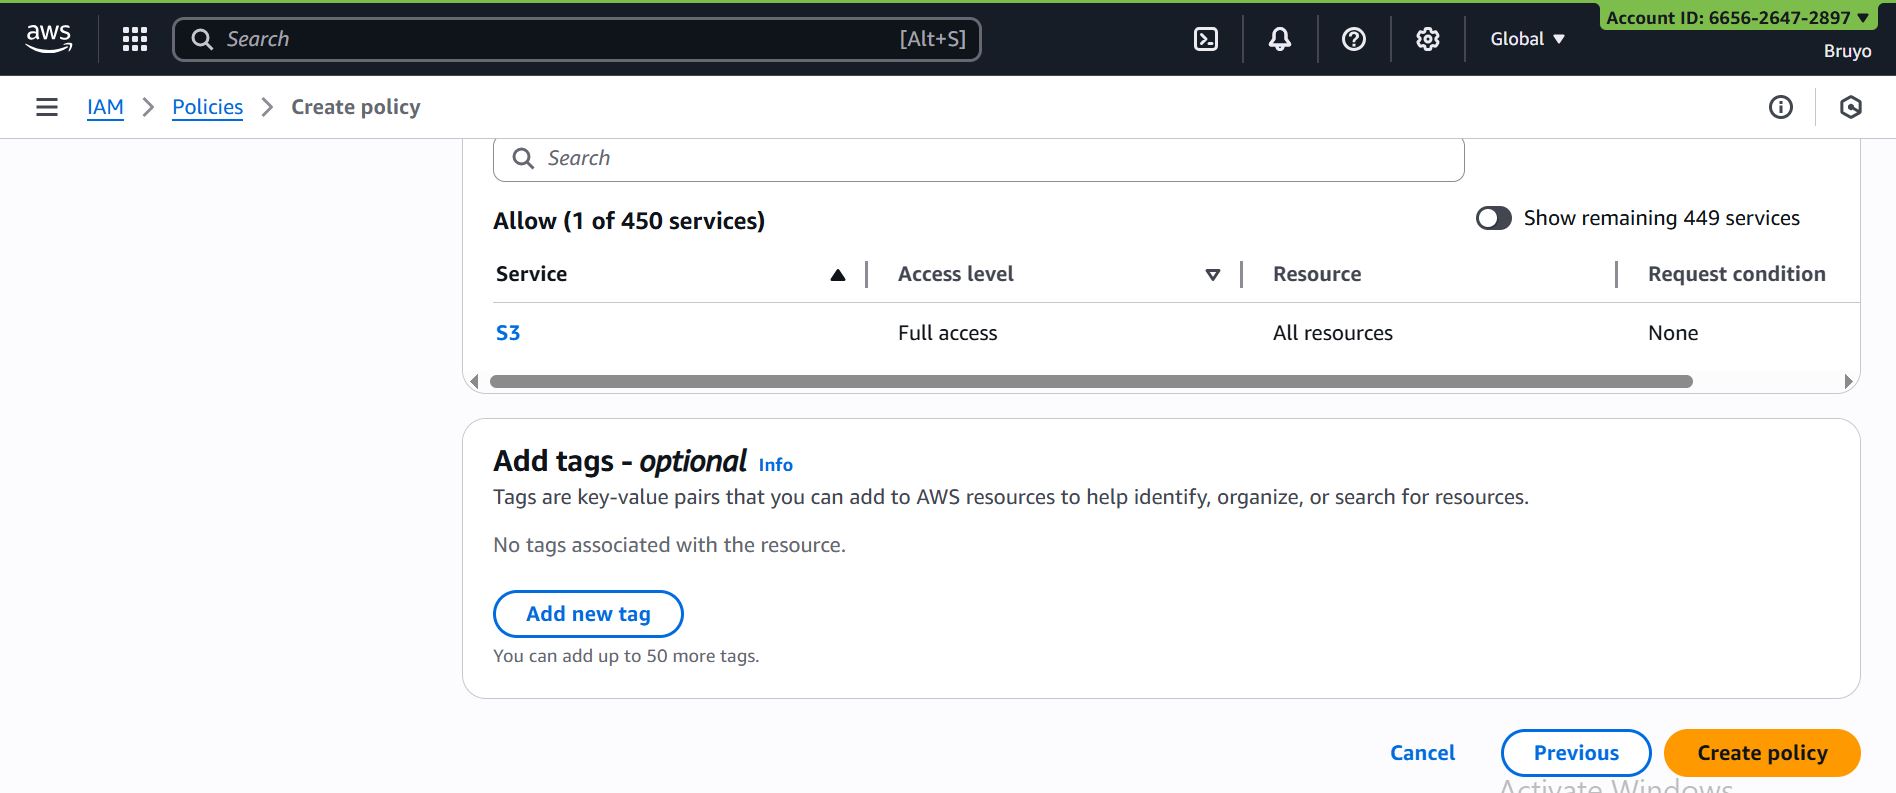 aws
Search [Alt+S]
Global
Account ID: 6656-2647-2897
Bruyo
IAM > Policies > Create policy
Search
Allow (1 of 450 services)
Show remaining 449 services
Service Access level Resource Request condition
S3 Full access All resources None
Add tags - optional Info
Tags are key-value pairs that you can add to AWS resources to help identify, organize, or search for resources.
No tags associated with the resource.
Add new tag
You can add up to 50 more tags.
Cancel Previous Create policy
Activate Windows